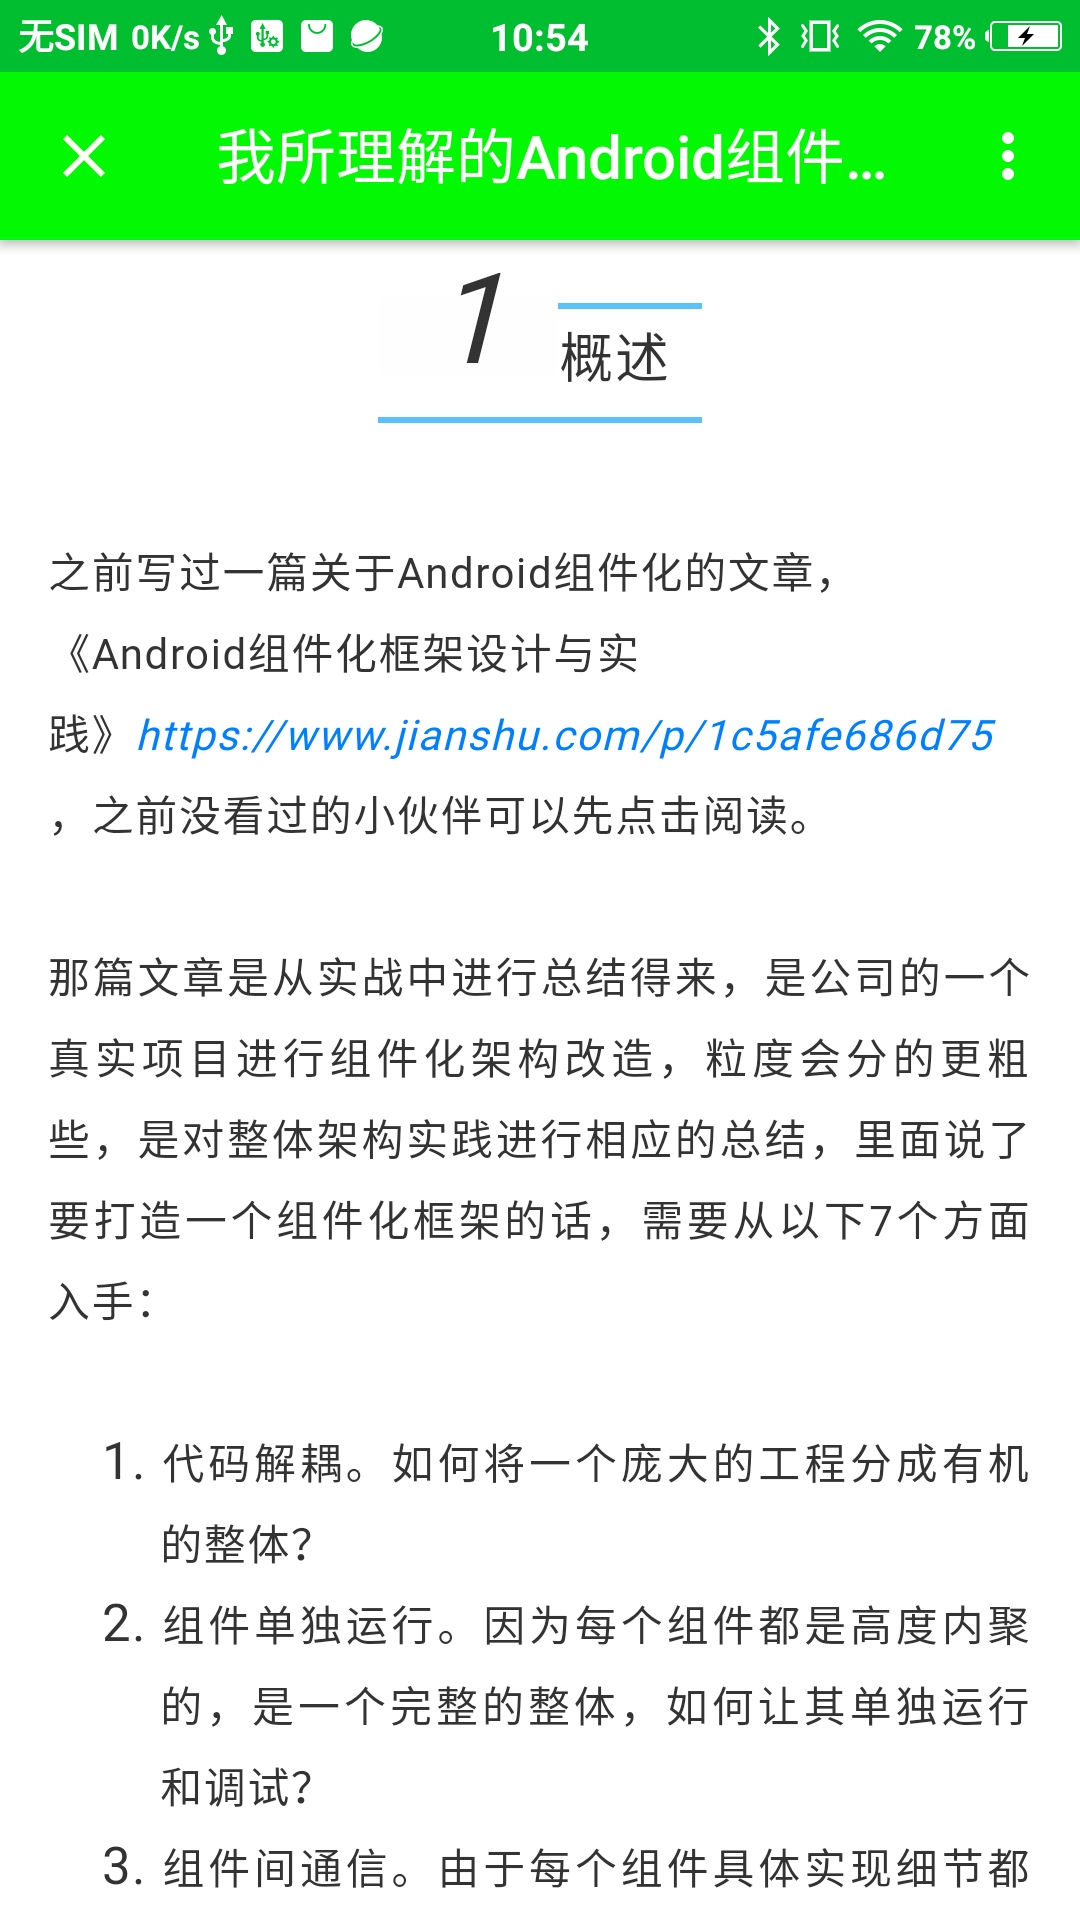 无SIM 0K/s 10:54 78%
我所理解的Android组件...
1
概述
之前写过一篇关于Android组件化的文章，
《Android组件化框架设计与实
践》https://www.jianshu.com/p/1c5afe686d75
，之前没看过的小伙伴可以先点击阅读。
那篇文章是从实战中进行总结得来，是公司的一个
真实项目进行组件化架构改造，粒度会分的更粗
些，是对整体架构实践进行相应的总结，里面说了
要打造一个组件化框架的话，需要从以下7个方面
入手：
1. 代码解耦。如何将一个庞大的工程分成有机
的整体？
2. 组件单独运行。因为每个组件都是高度内聚
的，是一个完整的整体，如何让其单独运行
和调试？
3. 组件间通信。由于每个组件具体实现细节都